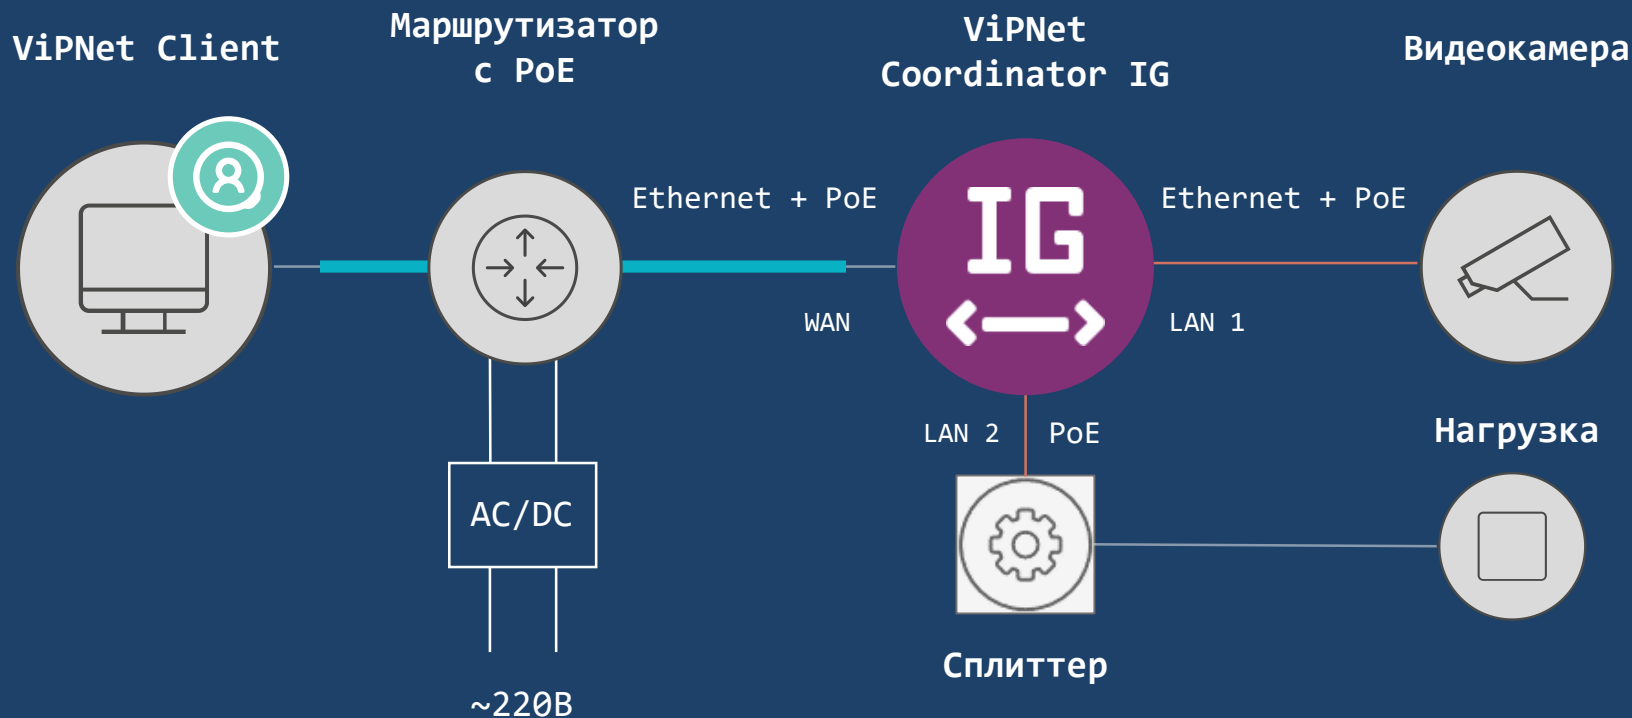 ViPNet Client
Маршрутизатор
с PoE
ViPNet
Coordinator IG
Видеокамера
Ethernet + PoE
IG
Ethernet + PoE
WAN
LAN 1
LAN 2
PoE
Нагрузка
AC/DC
Сплиттер
~220В